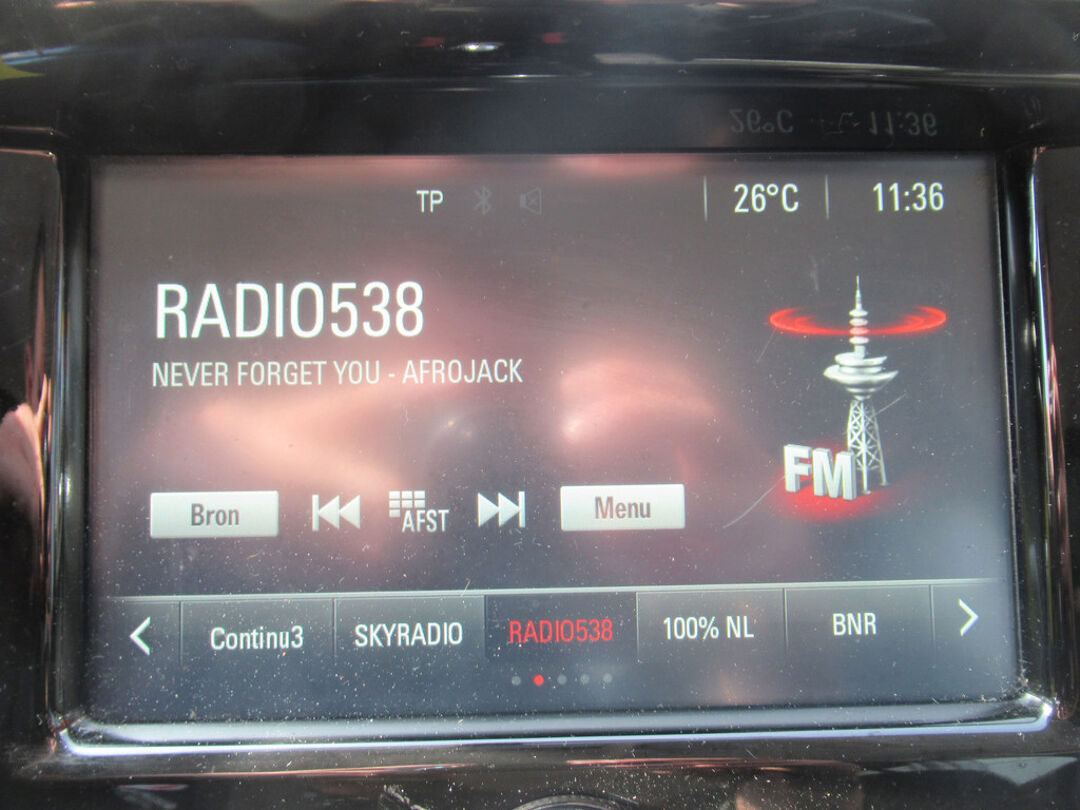 TP 26°C 11:36
RADIO538
NEVER FORGET YOU - AFROJACK
FM
Bron AFST Menu
Continu3 SKYRADIO RADIO538 100% NL BNR